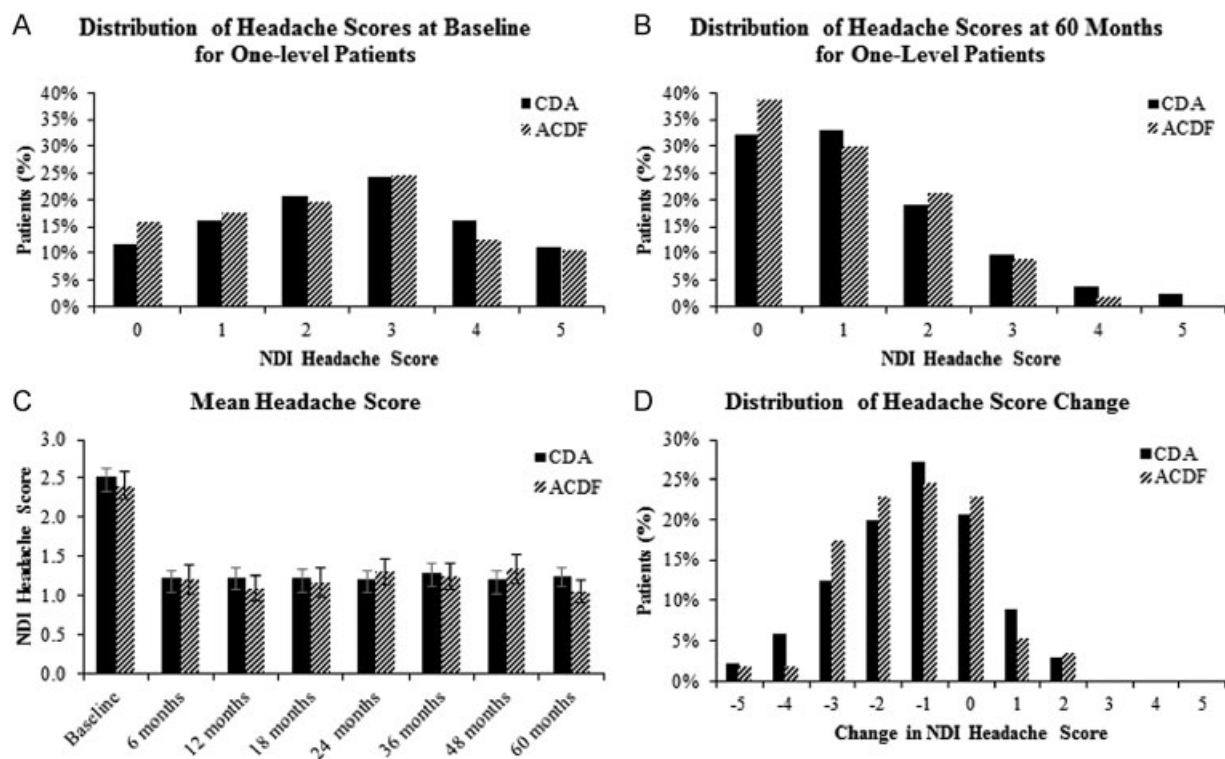 A
Distribution of Headache Scores at Baseline
for One-level Patients
40%
35%
30%
25%
20%
15%
10%
5%
0%
Patients (%)
CDA
ACDF
0 1 2 3 4 5
NDI Headache Score
B
Distribution of Headache Scores at 60 Months
for One-Level Patients
40%
35%
30%
25%
20%
15%
10%
5%
0%
Patients (%)
CDA
ACDF
0 1 2 3 4 5
NDI Headache Score
C
Mean Headache Score
3.0
2.5
2.0
1.5
1.0
0.5
0.0
NDI Headache Score
CDA
ACDF
Baseline
6 months
12 months
18 months
24 months
36 months
48 months
60 months
D
Distribution of Headache Score Change
30%
25%
20%
15%
10%
5%
0%
Patients (%)
CDA
ACDF
-5 -4 -3 -2 -1 0 1 2 3 4 5
Change in NDI Headache Score